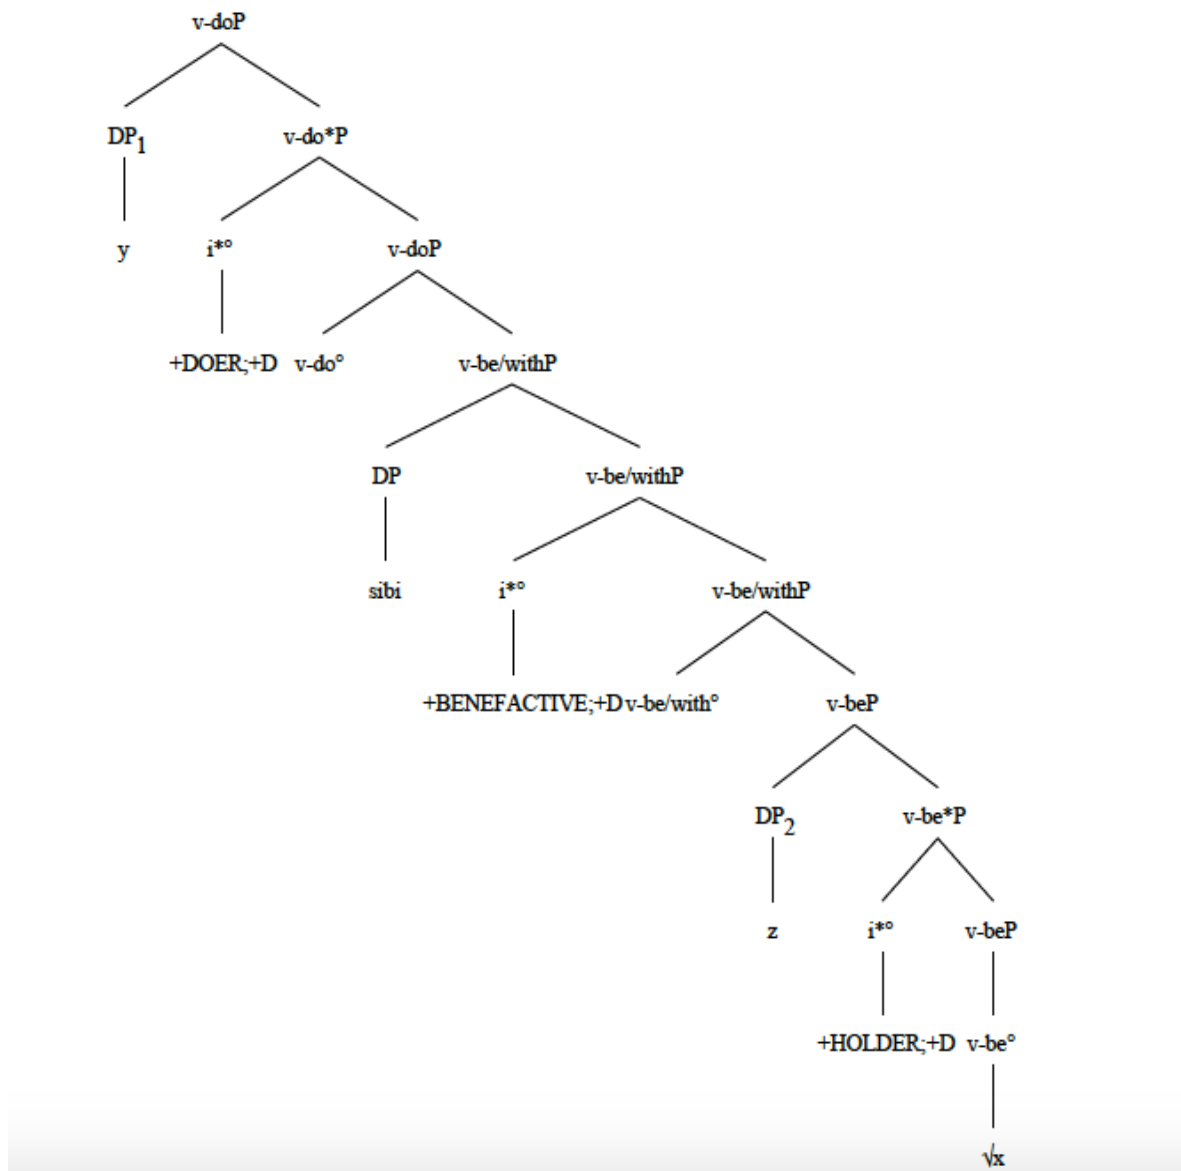 v-doP
DP1 v-do*P
y i*° v-doP
+DOER;+D v-do° v-be/withP
DP v-be/withP
sibi i*° v-be/withP
+BENEFACTIVE;+D v-be/with° v-beP
DP2 v-be*P
z i*° v-beP
+HOLDER;+D v-be°
√x